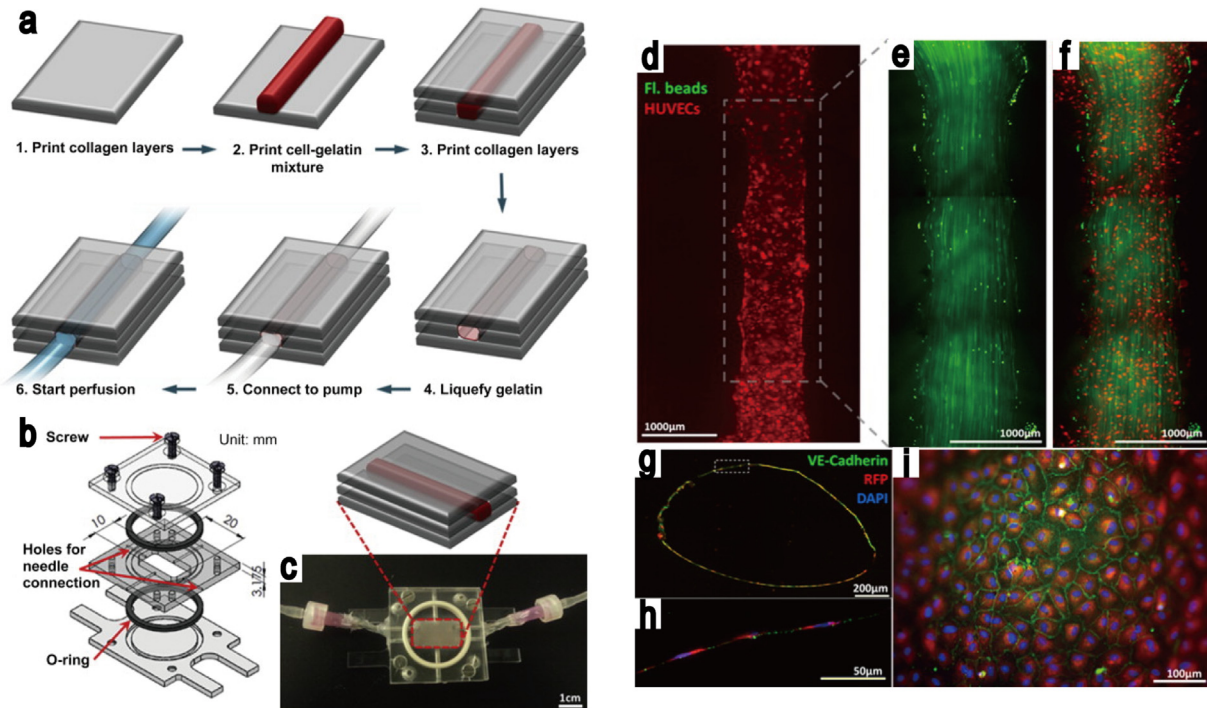 a
1. Print collagen layers
2. Print cell-gelatin
mixture
3. Print collagen layers
6. Start perfusion
5. Connect to pump
4. Liquefy gelatin
b
Screw
Unit: mm
10
20
Holes for
needle
connection
3.175
O-ring
c
1cm
d
Fl. beads
HUVECs
1000µm
e
1000µm
f
1000µm
g
VE-Cadherin
RFP
DAPI
200µm
h
50µm
i
100µm